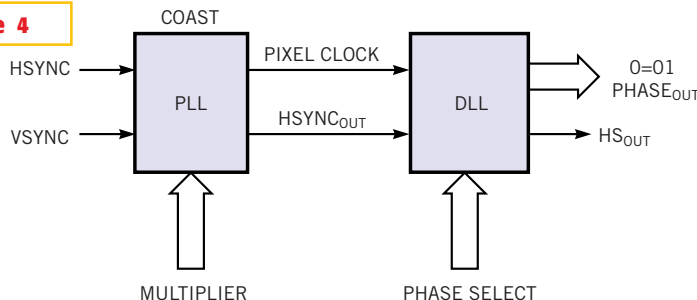 e 4
COAST
HSYNC
VSYNC
PLL
PIXEL CLOCK
HSYNCOUT
DLL
0=01
PHASEOUT
HSOUT
MULTIPLIER
PHASE SELECT